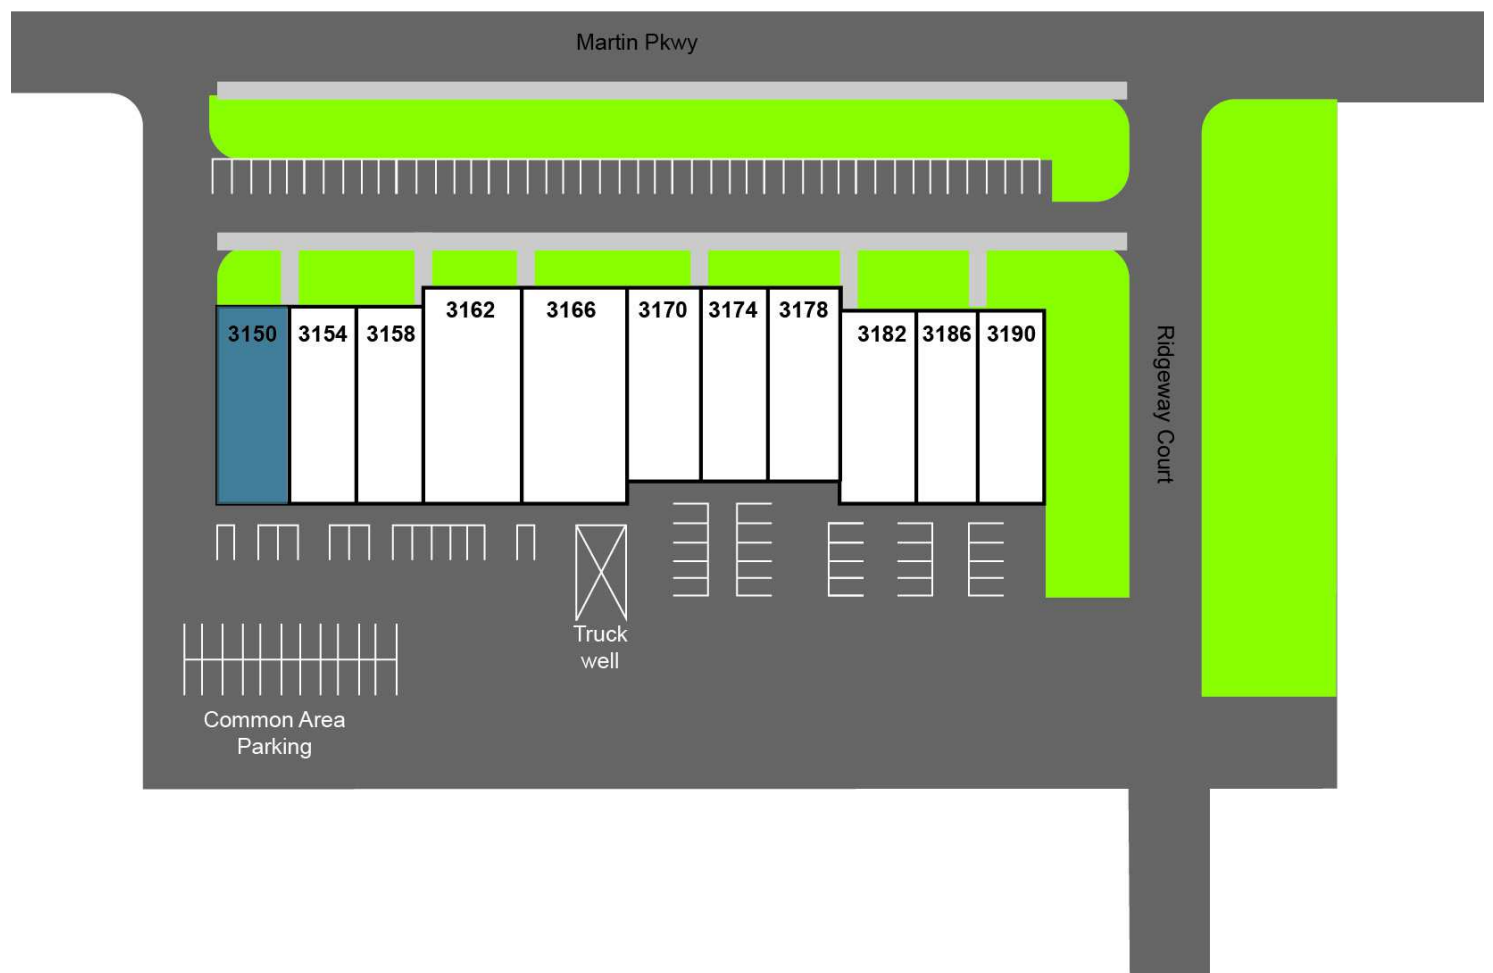 Martin Pkwy
3150 3154 3158 3162 3166 3170 3174 3178 3182 3186 3190
Ridgeway Court
Truck
well
Common Area
Parking